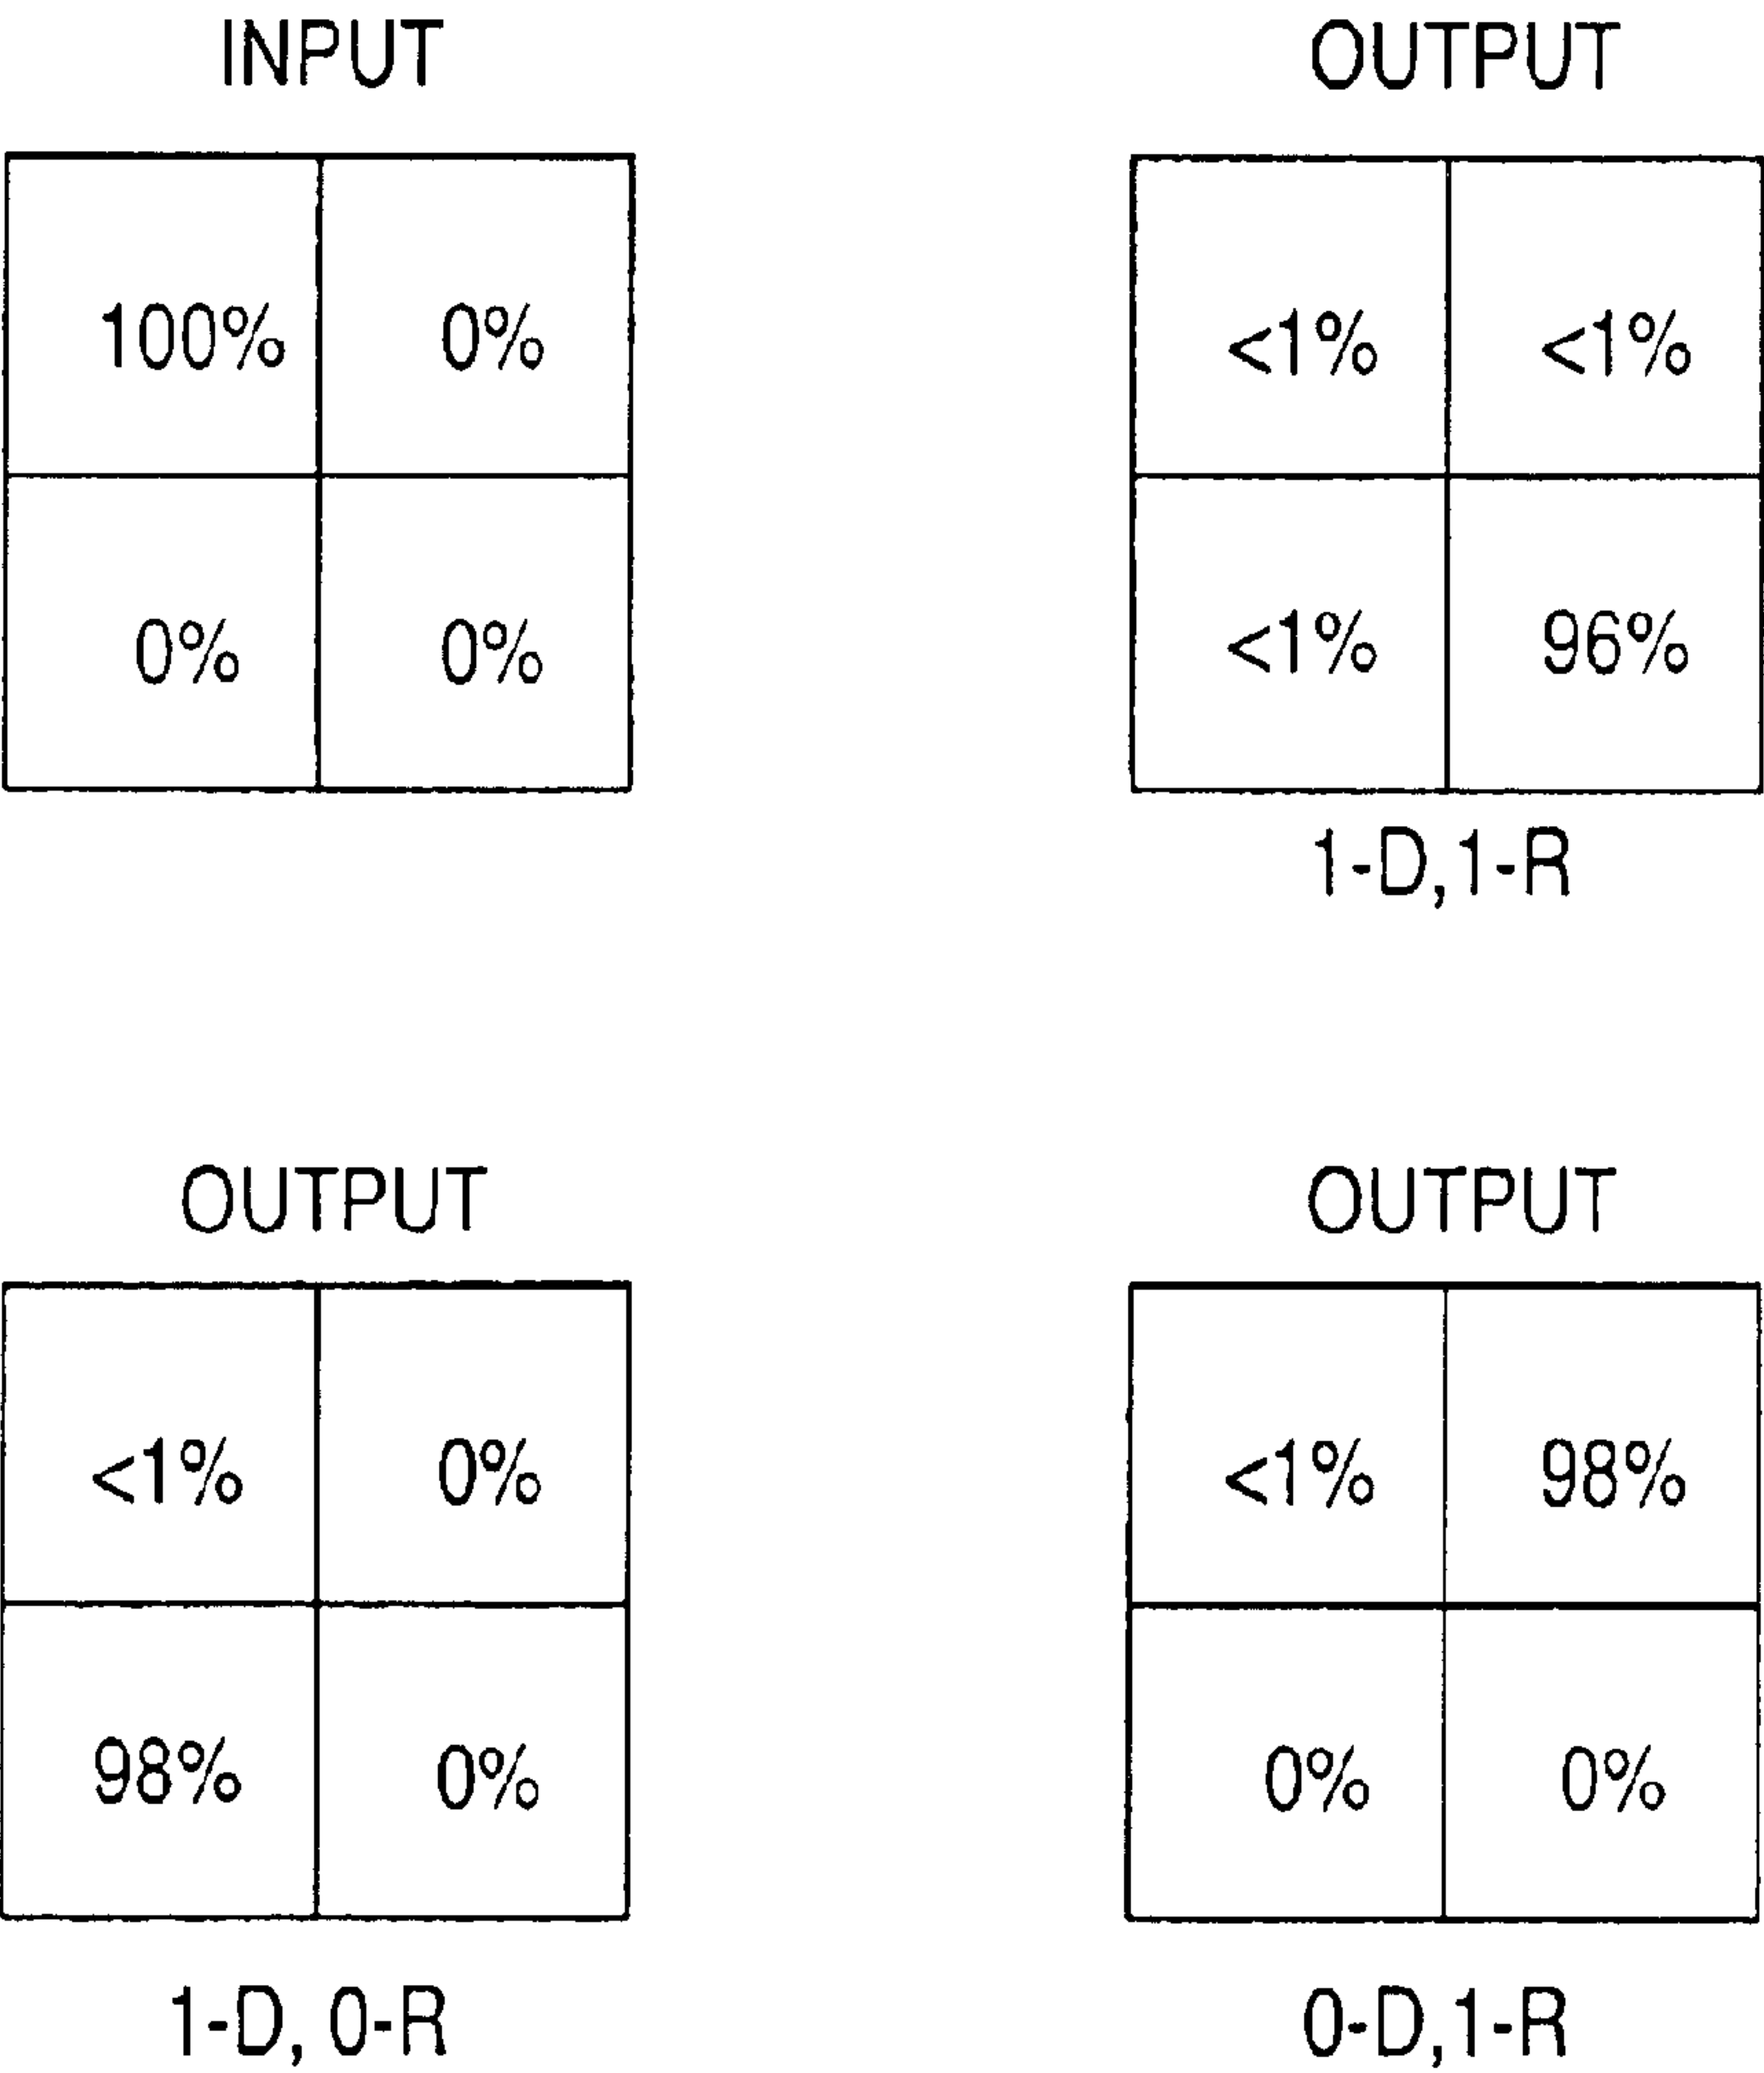 INPUT
OUTPUT
100% 0%
0% 0%
<1% <1%
<1% 96%
1-D,1-R
OUTPUT
OUTPUT
<1% 0%
98% 0%
1-D, 0-R
<1% 98%
0% 0%
0-D,1-R